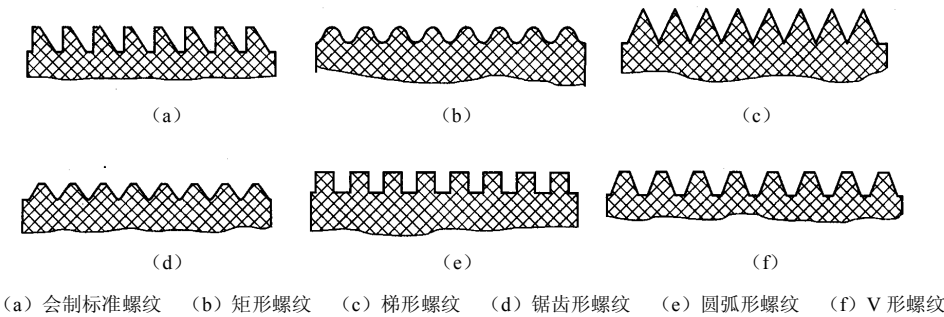 (a) (b) (c)
(d) (e) (f)
(a) 会制标准螺纹 (b) 矩形螺纹 (c) 梯形螺纹 (d) 锯齿形螺纹 (e) 圆弧形螺纹 (f) V 形螺纹